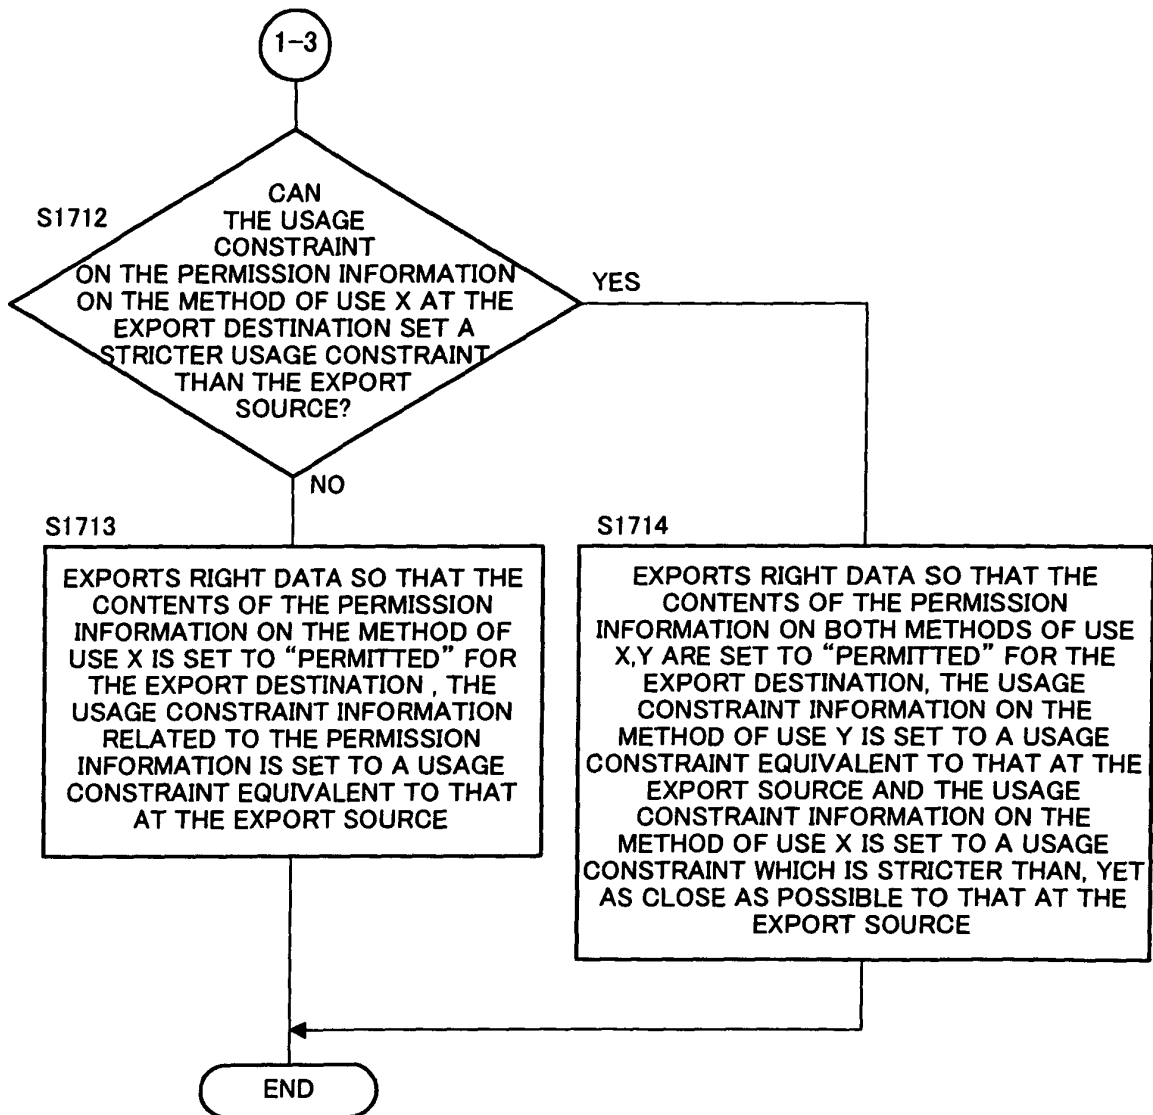 1-3
S1712
CAN
THE USAGE
CONSTRAINT
ON THE PERMISSION INFORMATION
ON THE METHOD OF USE X AT THE
EXPORT DESTINATION SET A
STRICTER USAGE CONSTRAINT
THAN THE EXPORT
SOURCE?
YES
NO
S1713
EXPORTS RIGHT DATA SO THAT THE
CONTENTS OF THE PERMISSION
INFORMATION ON THE METHOD OF
USE X IS SET TO “PERMITTED” FOR
THE EXPORT DESTINATION , THE
USAGE CONSTRAINT INFORMATION
RELATED TO THE PERMISSION
INFORMATION IS SET TO A USAGE
CONSTRAINT EQUIVALENT TO THAT
AT THE EXPORT SOURCE
S1714
EXPORTS RIGHT DATA SO THAT THE
CONTENTS OF THE PERMISSION
INFORMATION ON BOTH METHODS OF USE
X,Y ARE SET TO “PERMITTED” FOR THE
EXPORT DESTINATION, THE USAGE
CONSTRAINT INFORMATION ON THE
METHOD OF USE Y IS SET TO A USAGE
CONSTRAINT EQUIVALENT TO THAT AT THE
EXPORT SOURCE AND THE USAGE
CONSTRAINT INFORMATION ON THE
METHOD OF USE X IS SET TO A USAGE
CONSTRAINT WHICH IS STRICTER THAN, YET
AS CLOSE AS POSSIBLE TO THAT AT THE
EXPORT SOURCE
END